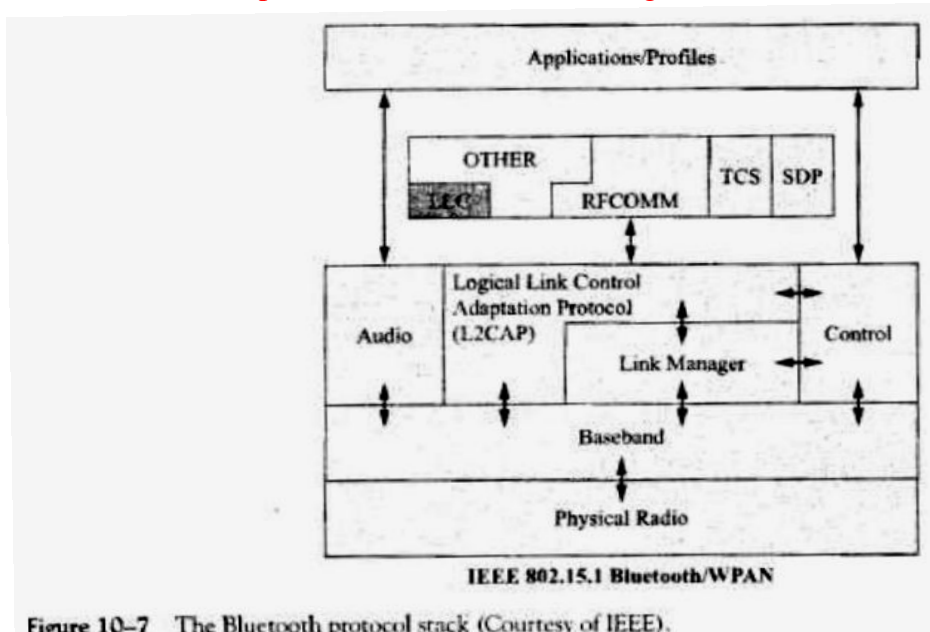 Applications/Profiles
OTHER
LLC
RFCOMM
TCS
SDP
Logical Link Control
Adaptation Protocol
(L2CAP)
Audio
Link Manager
Control
Baseband
Physical Radio
IEEE 802.15.1 Bluetooth/WPAN
Figure 10–7 The Bluetooth protocol stack (Courtesy of IEEE).